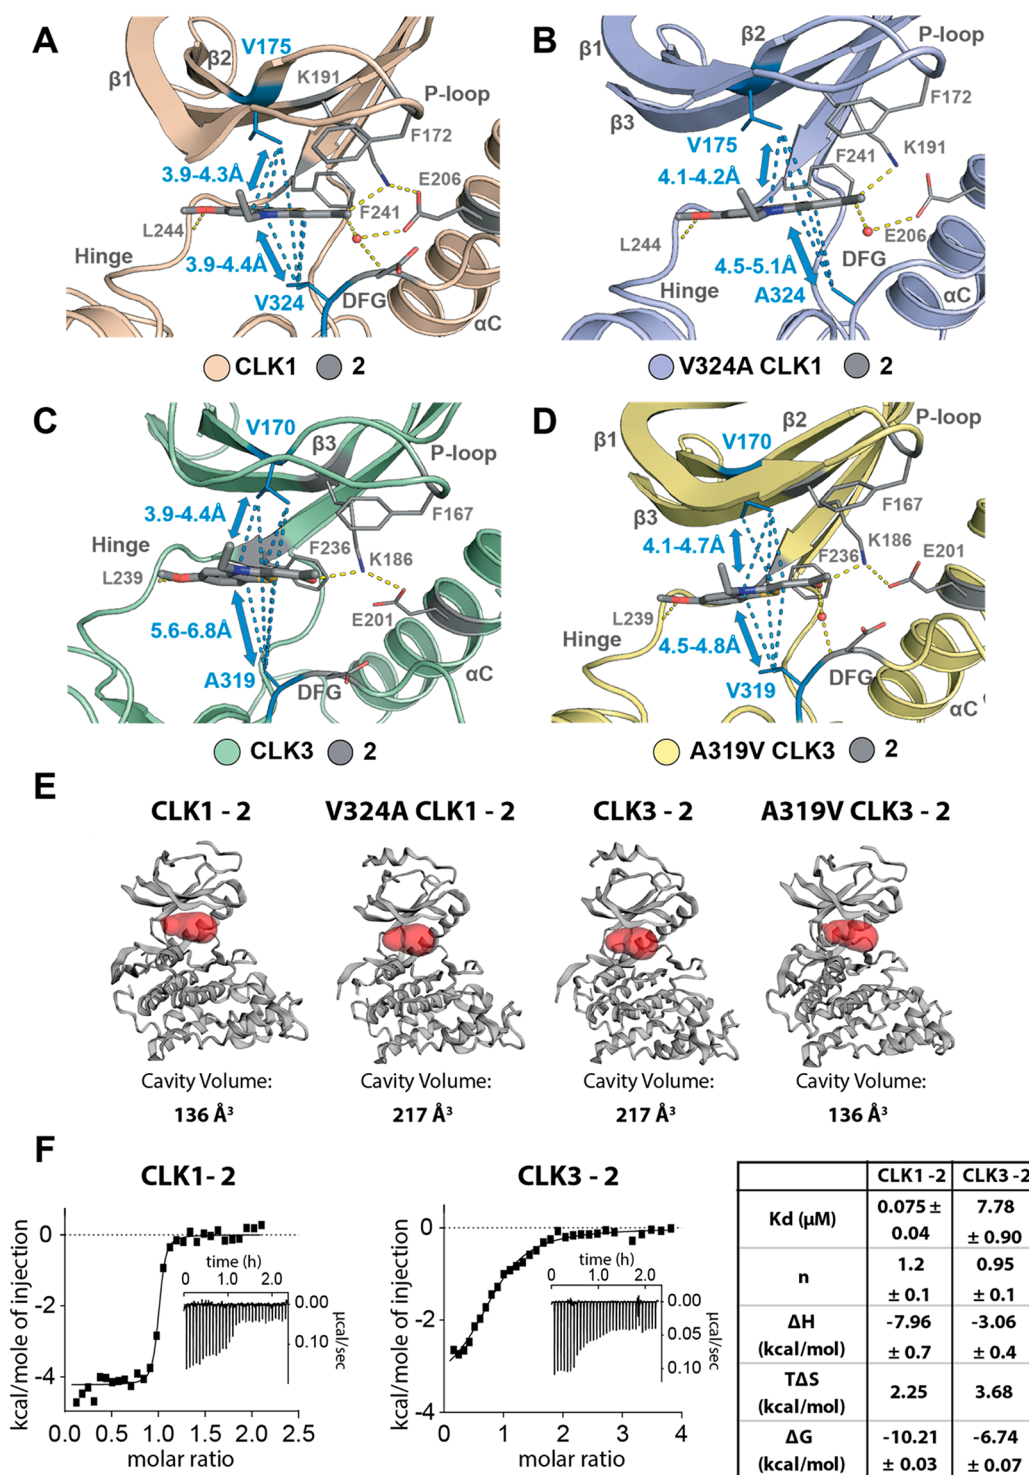 A
β1
β2
V175
K191
P-loop
F172
3.9-4.3Å
E206
F241
L244
Hinge
3.9-4.4Å
V324
DFG
αC
CLK1 2
B
β1
β2
P-loop
β3
F172
V175
F241
K191
4.1-4.2Å
L244
E206
DFG
4.5-5.1Å
Hinge
A324
αC
V324A CLK1 2
C
V170
β3
P-loop
3.9-4.4Å
F167
Hinge
F236
K186
L239
E201
5.6-6.8Å
A319
DFG
αC
CLK3 2
D
β1
V170
β2
P-loop
β3
F167
4.1-4.7Å
F236
K186
E201
L239
Hinge
4.5-4.8Å
V319
DFG
αC
A319V CLK3 2
E
CLK1 - 2 V324A CLK1 - 2 CLK3 - 2 A319V CLK3 - 2
Cavity Volume: Cavity Volume: Cavity Volume: Cavity Volume:
136 Å³ 217 Å³ 217 Å³ 136 Å³
F
CLK1 - 2
kcal/mole of injection
0
-2
-4
0.0 0.5 1.0 1.5 2.0 2.5
molar ratio
time (h)
0 1.0 2.0
0.00
0.10
μcal/sec
CLK3 - 2
kcal/mole of injection
0
-2
-4
0 1 2 3 4
molar ratio
time (h)
0 1.0 2.0
0.00
0.05
0.10
μcal/sec
CLK1 -2 CLK3 -2
Kd (μM) 0.075 ± 0.04 7.78 ± 0.90
n 1.2 ± 0.1 0.95 ± 0.1
ΔH (kcal/mol) -7.96 ± 0.7 -3.06 ± 0.4
TΔS (kcal/mol) 2.25 3.68
ΔG (kcal/mol) -10.21 ± 0.03 -6.74 ± 0.07